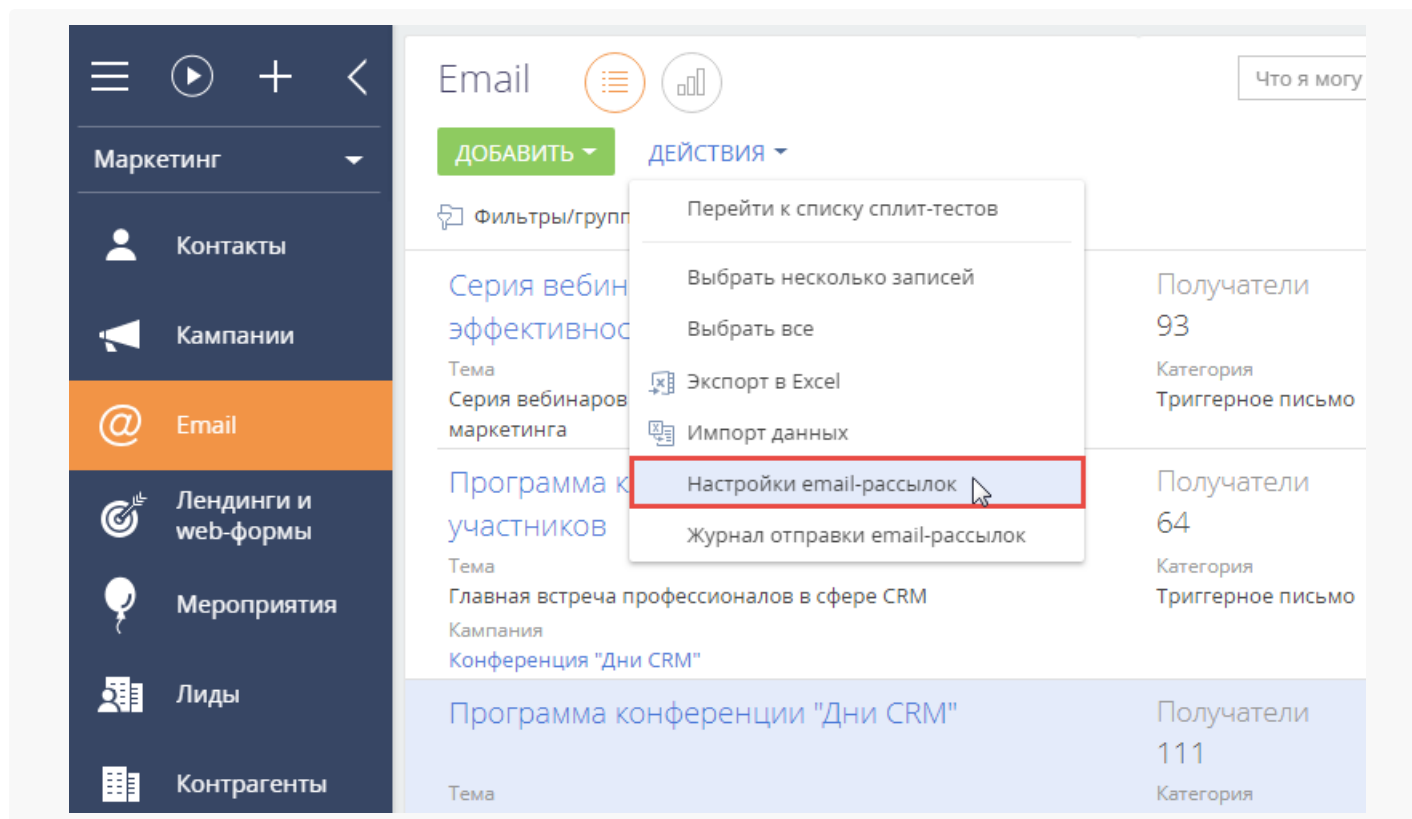 Email
Что я могу
Маркетинг
ДОБАВИТЬ
ДЕЙСТВИЯ
Контакты
Кампании
Email
Лендинги и
web-формы
Мероприятия
Лиды
Контрагенты
Фильтры/групп
Перейти к списку сплит-тестов
Выбрать несколько записей
Выбрать все
Экспорт в Excel
Импорт данных
Настройки email-рассылок
Журнал отправки email-рассылок
Серия вебин
эффективнос
Тема
Серия вебинаров
маркетинга
Получатели
93
Категория
Триггерное письмо
Программа к
участников
Тема
Главная встреча профессионалов в сфере CRM
Кампания
Конференция "Дни CRM"
Получатели
64
Категория
Триггерное письмо
Программа конференции "Дни CRM"
Тема
Получатели
111
Категория